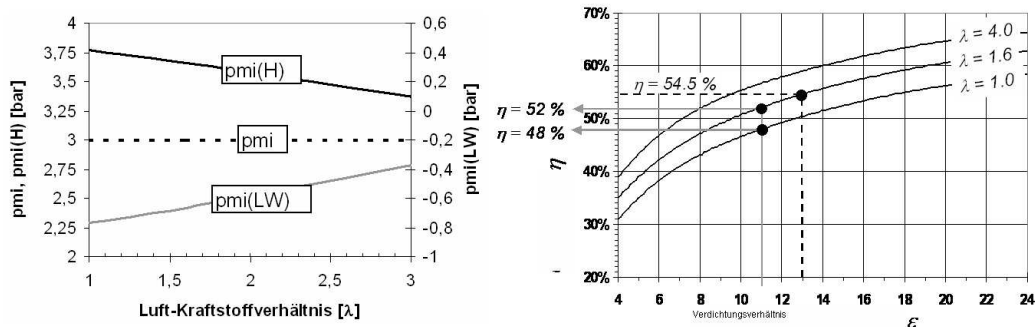 4
3,75
3,5
3,25
3
2,75
2,5
2,25
2
pmi, pmi(H) [bar]
pmi(H)
pmi
pmi(LW)
0,6
0,4
0,2
0
-0,2
-0,4
-0,6
-0,8
-1
pmi(LW) [bar]
1 1,5 2 2,5 3
Luft-Kraftstoffverhältnis [λ]
70%
60%
50%
40%
30%
20%
η
η = 54.5 %
η = 52 %
η = 48 %
λ = 4.0
λ = 1.6
λ = 1.0
4 6 8 10 11 12 13 14 16 18 20 22 24
Verdichtungsverhältnis
ε